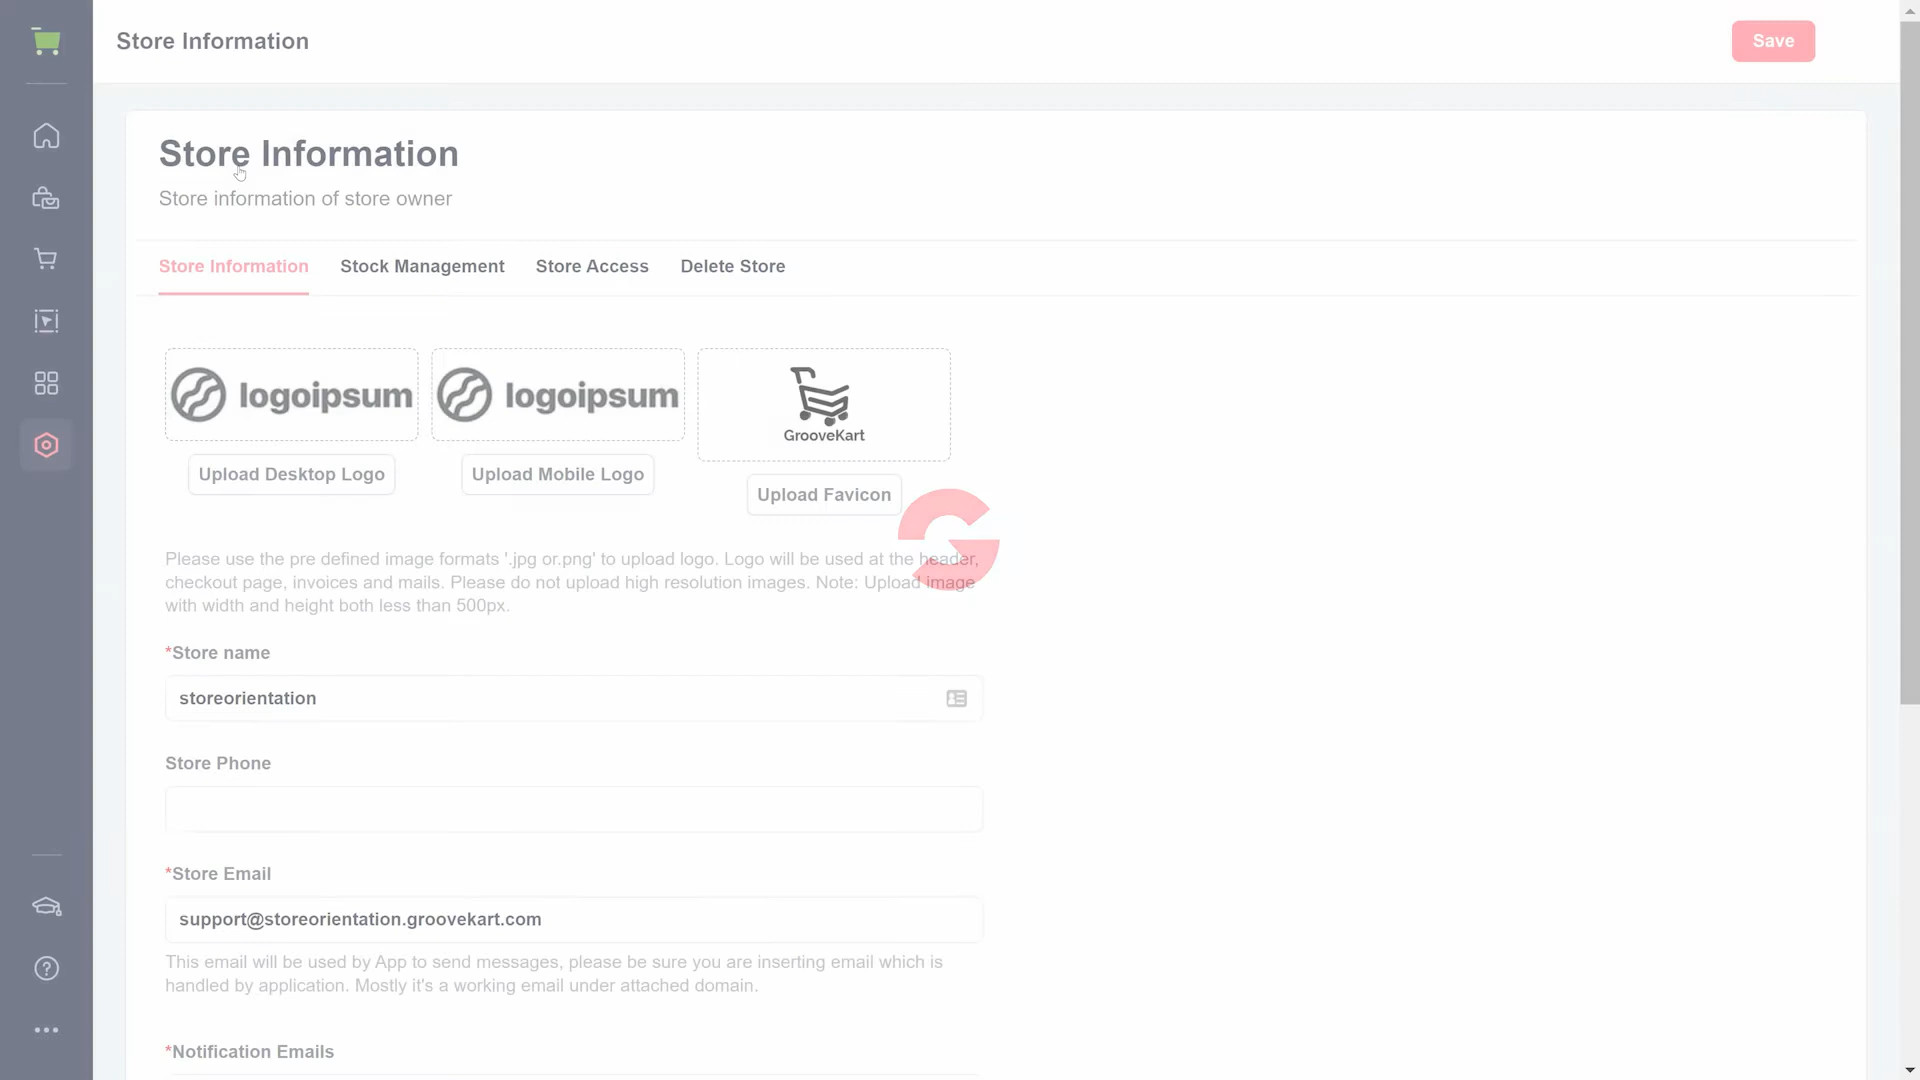 Store Information
Save
Store Information
Store information of store owner
Store Information
Stock Management
Store Access
Delete Store
logoipsum
logoipsum
GrooveKart
Upload Desktop Logo
Upload Mobile Logo
Upload Favicon
Please use the pre defined image formats '.jpg or.png' to upload logo. Logo will be used at the header,
checkout page, invoices and mails. Please do not upload high resolution images. Note: Upload image
with width and height both less than 500px.
*Store name
storeorientation
Store Phone
*Store Email
support@storeorientation.groovekart.com
This email will be used by App to send messages, please be sure you are inserting email which is
handled by application. Mostly it's a working email under attached domain.
*Notification Emails